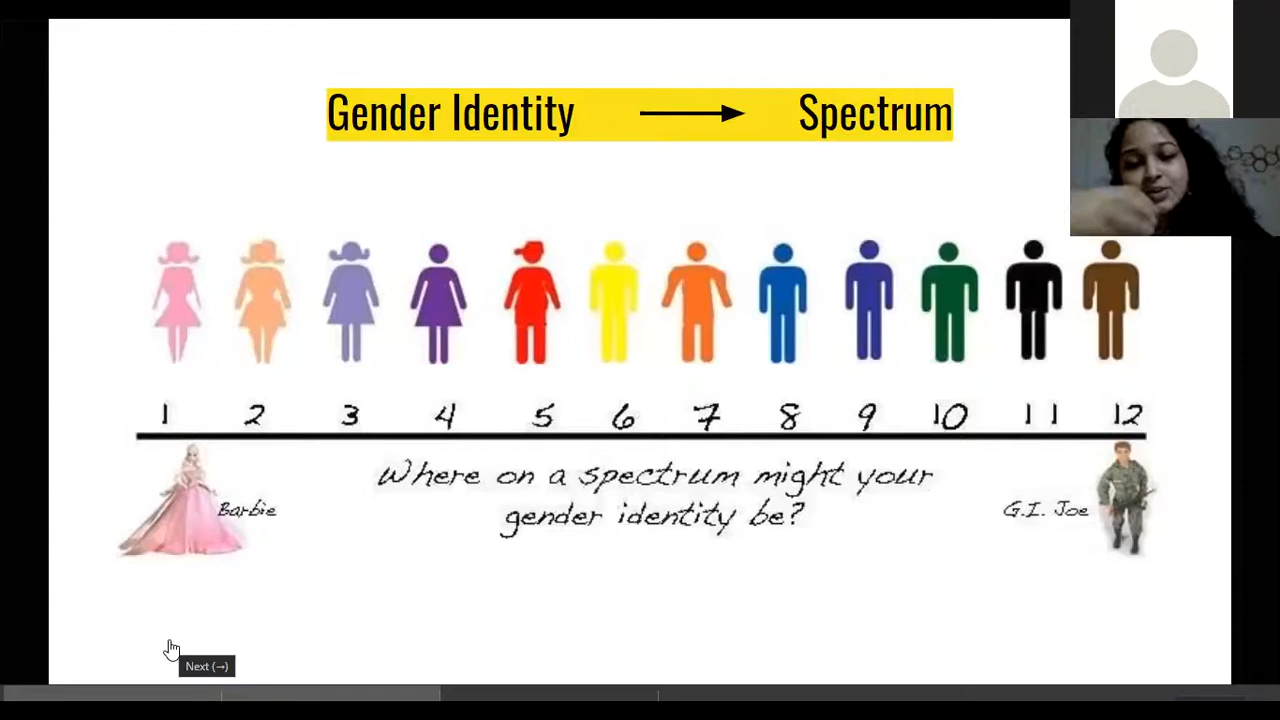 Gender Identity → Spectrum
1 2 3 4 5 6 7 8 9 10 11 12
Barbie
Where on a spectrum might your
gender identity be?
G.I. Joe
Next (→)